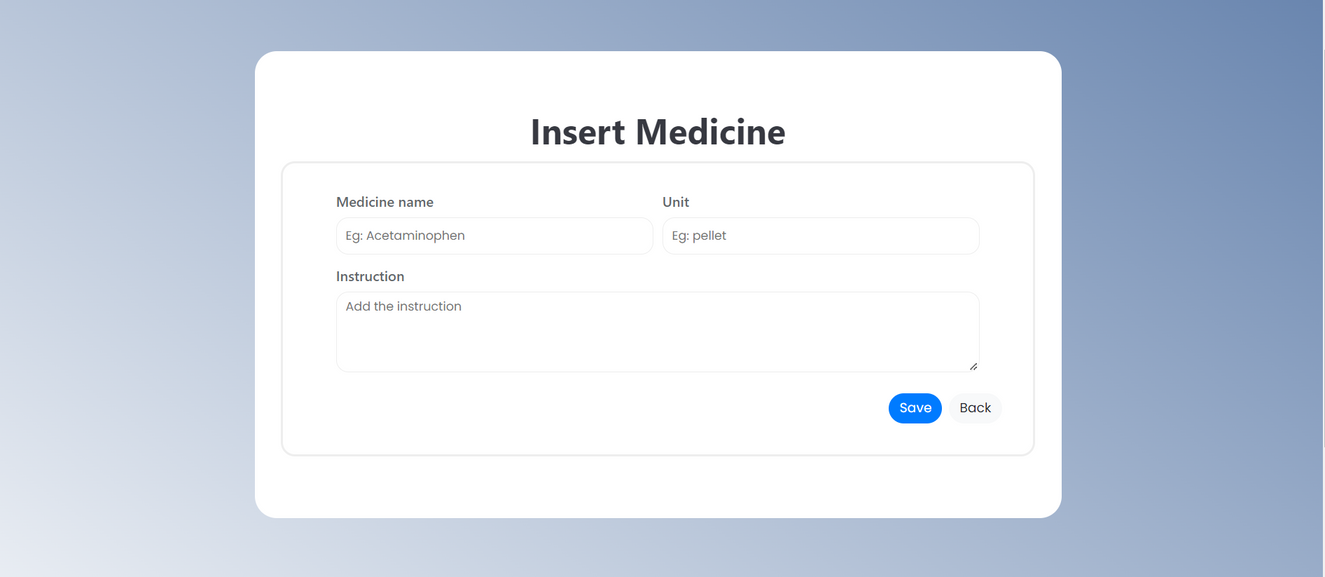 Insert Medicine
Medicine name Unit
Eg: Acetaminophen Eg: pellet
Instruction
Add the instruction
Save Back